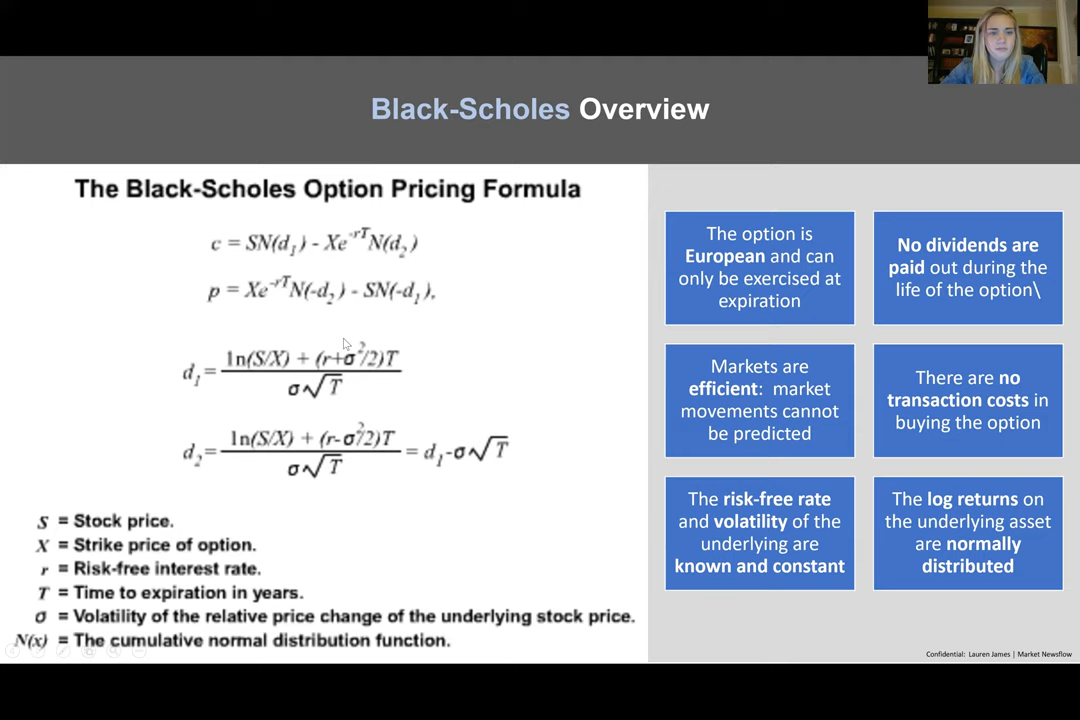 Black-Scholes Overview
The Black-Scholes Option Pricing Formula
c = SN(d₁) - Xe⁻ʳᵀN(d₂)
p = Xe⁻ʳᵀN(-d₂) - SN(-d₁).
d₁ = ln(S/X) + (r+σ²/2)T
σ√T
d₂ = ln(S/X) + (r-σ²/2)T = d₁-σ√T
σ√T
S = Stock price.
X = Strike price of option.
r = Risk-free interest rate.
T = Time to expiration in years.
σ = Volatility of the relative price change of the underlying stock price.
N(x) = The cumulative normal distribution function.
The option is
European and can
only be exercised at
expiration
No dividends are
paid out during the
life of the option\
Markets are
efficient: market
movements cannot
be predicted
There are no
transaction costs in
buying the option
The risk-free rate
and volatility of the
underlying are
known and constant
The log returns on
the underlying asset
are normally
distributed
Confidential: Lauren James | Market Newsflow